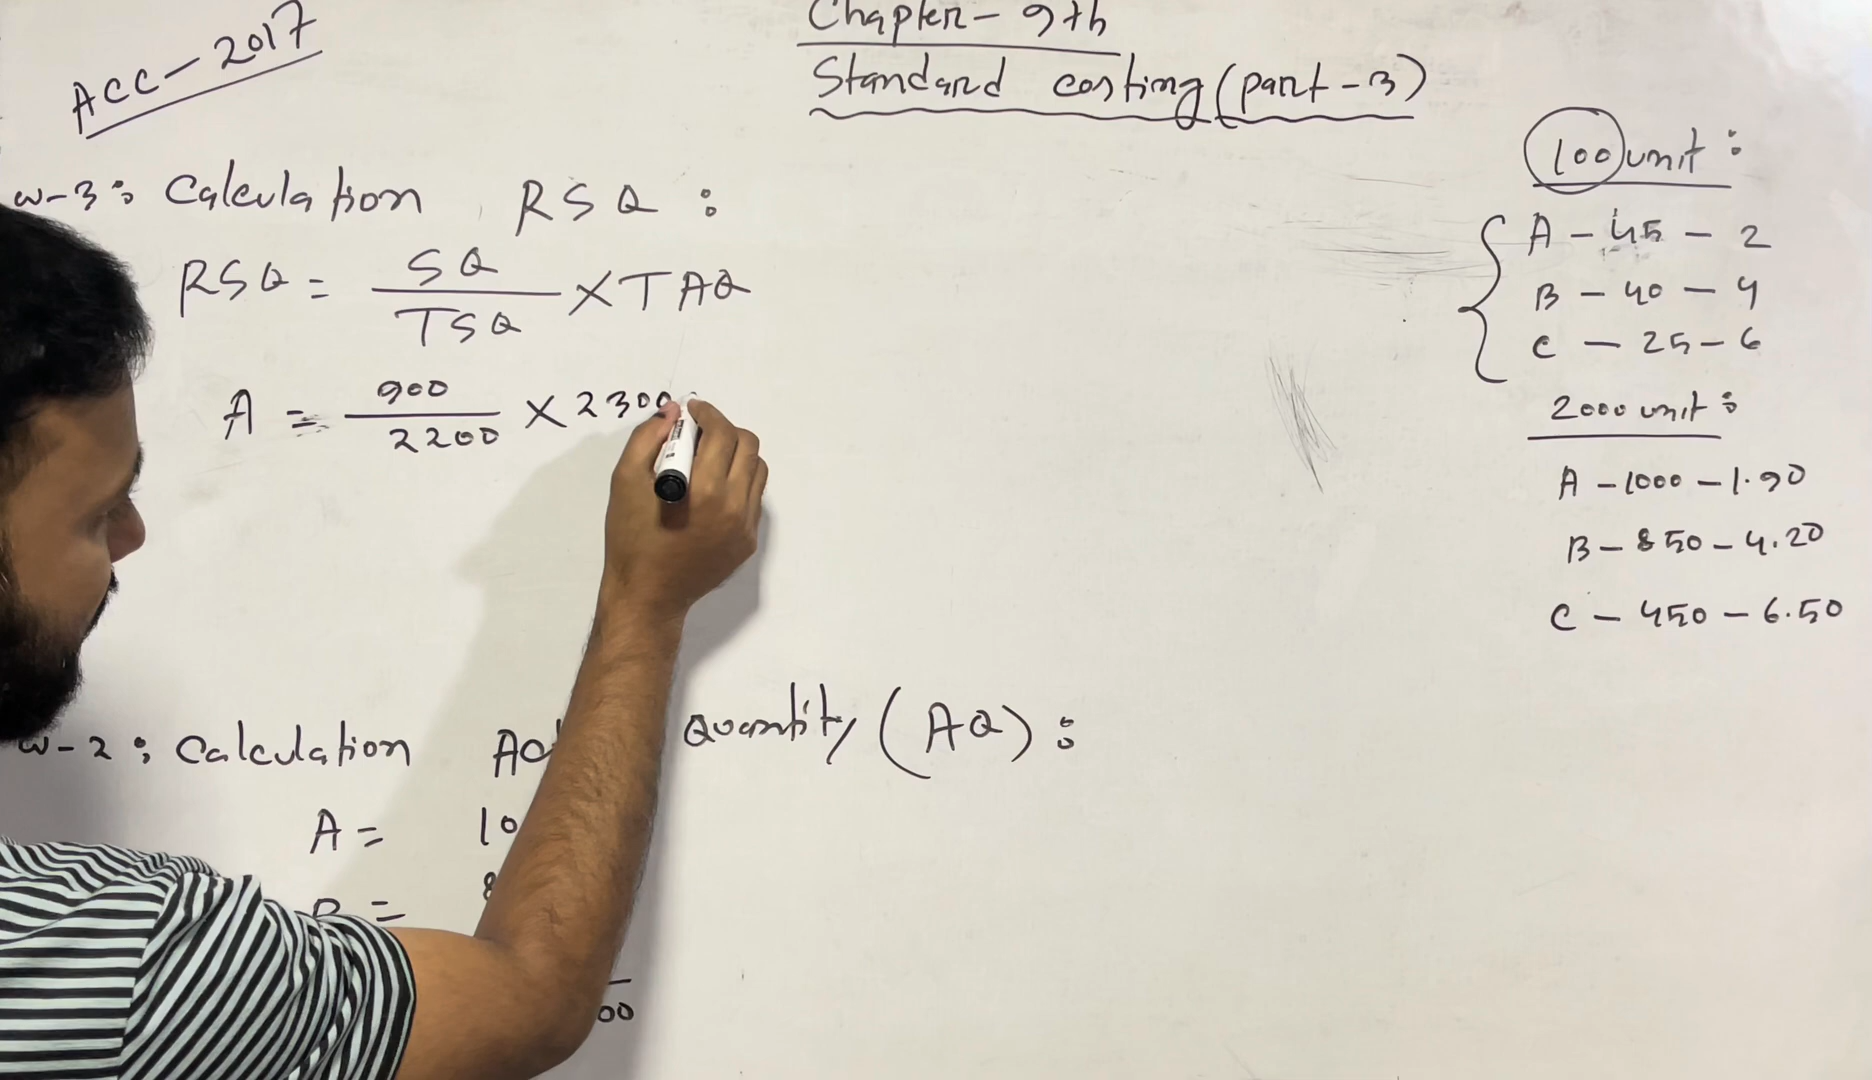 ACC-2017
Chapter-9th
Standard costing (part-3)
w-3: Calculation RSQ:
RSQ = SQ / TSQ × TAQ
A = 900 / 2200 × 2300
w-2: Calculation Quantity (AQ):
A = 10
B = 8
00
100 unit:
A - 45 - 2
B - 40 - 4
C - 25 - 6
2000 unit:
A - 1000 - 1.90
B - 850 - 4.20
C - 450 - 6.50